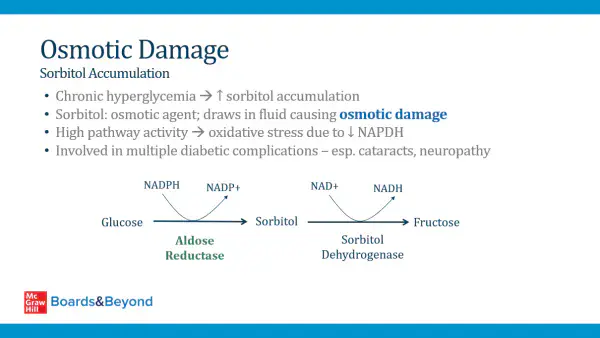 Osmotic Damage
Sorbitol Accumulation
• Chronic hyperglycemia → ↑ sorbitol accumulation
• Sorbitol: osmotic agent; draws in fluid causing osmotic damage
• High pathway activity → oxidative stress due to ↓ NAPDH
• Involved in multiple diabetic complications – esp. cataracts, neuropathy
NADPH NADP+ NAD+ NADH
Glucose Sorbitol Fructose
Aldose Sorbitol
Reductase Dehydrogenase
Mc
Graw
Hill
Boards&Beyond